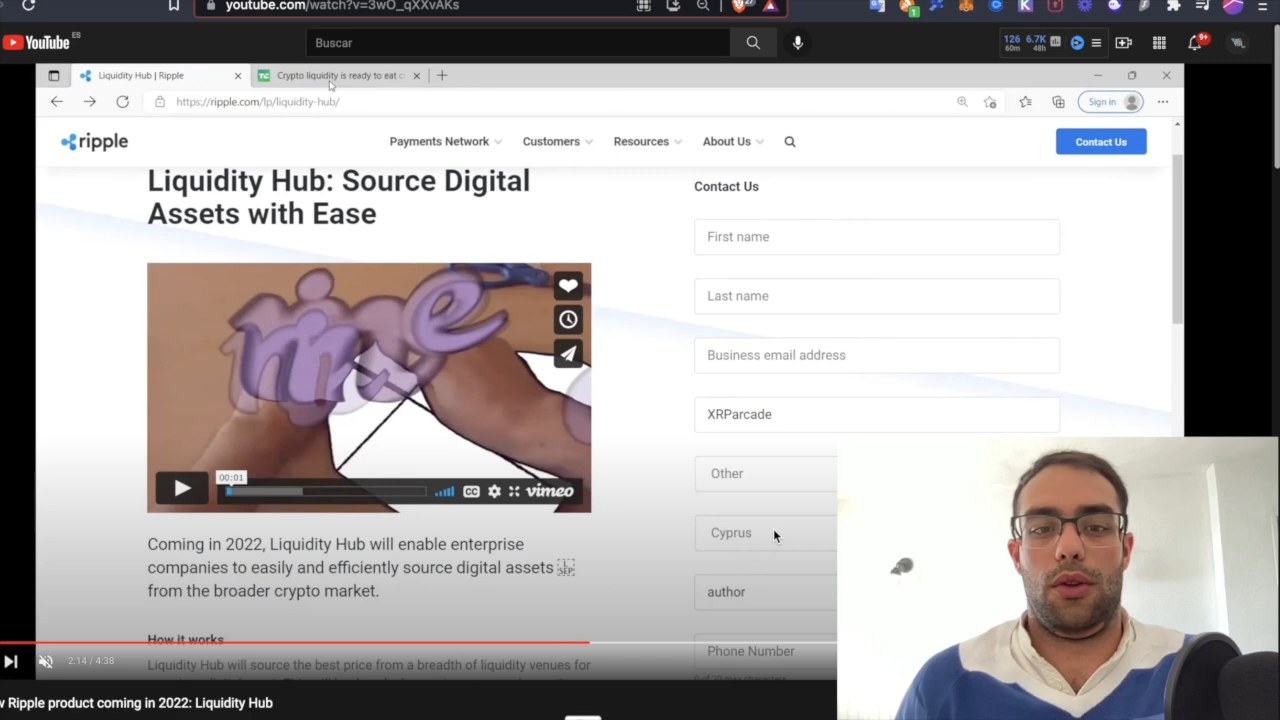 youtube.com/watch?v=3wO_qXXvAKs
1
YouTube ES
Buscar
126 6.7K
60m 48h
9+
Liquidity Hub | Ripple
Crypto liquidity is ready to eat c
https://ripple.com/lp/liquidity-hub/
Sign in
ripple
Payments Network
Customers
Resources
About Us
Contact Us
Liquidity Hub: Source Digital
Assets with Ease
Contact Us
First name
Last name
Business email address
XRParcade
Other
Cyprus
author
Phone Number
00:01
CC
vimeo
Coming in 2022, Liquidity Hub will enable enterprise
companies to easily and efficiently source digital assets
from the broader crypto market.
How it works
Liquidity Hub will source the best price from a breadth of liquidity venues for
2:14 / 4:38
w Ripple product coming in 2022: Liquidity Hub